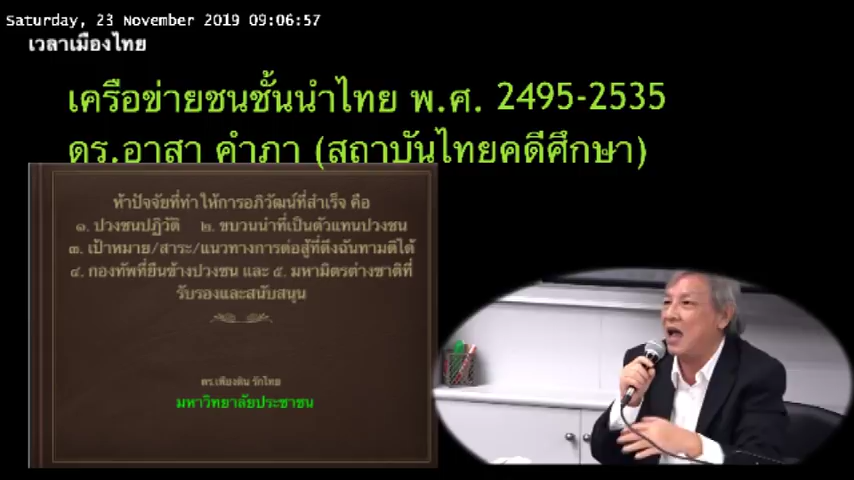 Saturday, 23 November 2019 09:06:57
เวลาเมืองไทย
เครือข่ายชนชั้นนำไทย พ.ศ. 2495-2535
ดร.อาสา คำภา (สถาบันไทยคดีศึกษา)
ห้าปัจจัยที่ทำให้การอภิวัฒน์ที่สำเร็จ คือ
๑. ปวงชนปฏิวัติ ๒. ขบวนนำที่เป็นตัวแทนปวงชน
๓. เป้าหมาย/สาระ/แนวทางการต่อสู้ที่ดึงฉันทามติได้
๔. กองทัพที่ยืนข้างปวงชน และ ๕. มหามิตรต่างชาติที่
รับรองและสนับสนุน
ดร.เพียงดิน รักไทย
มหาวิทยาลัยประชาชน